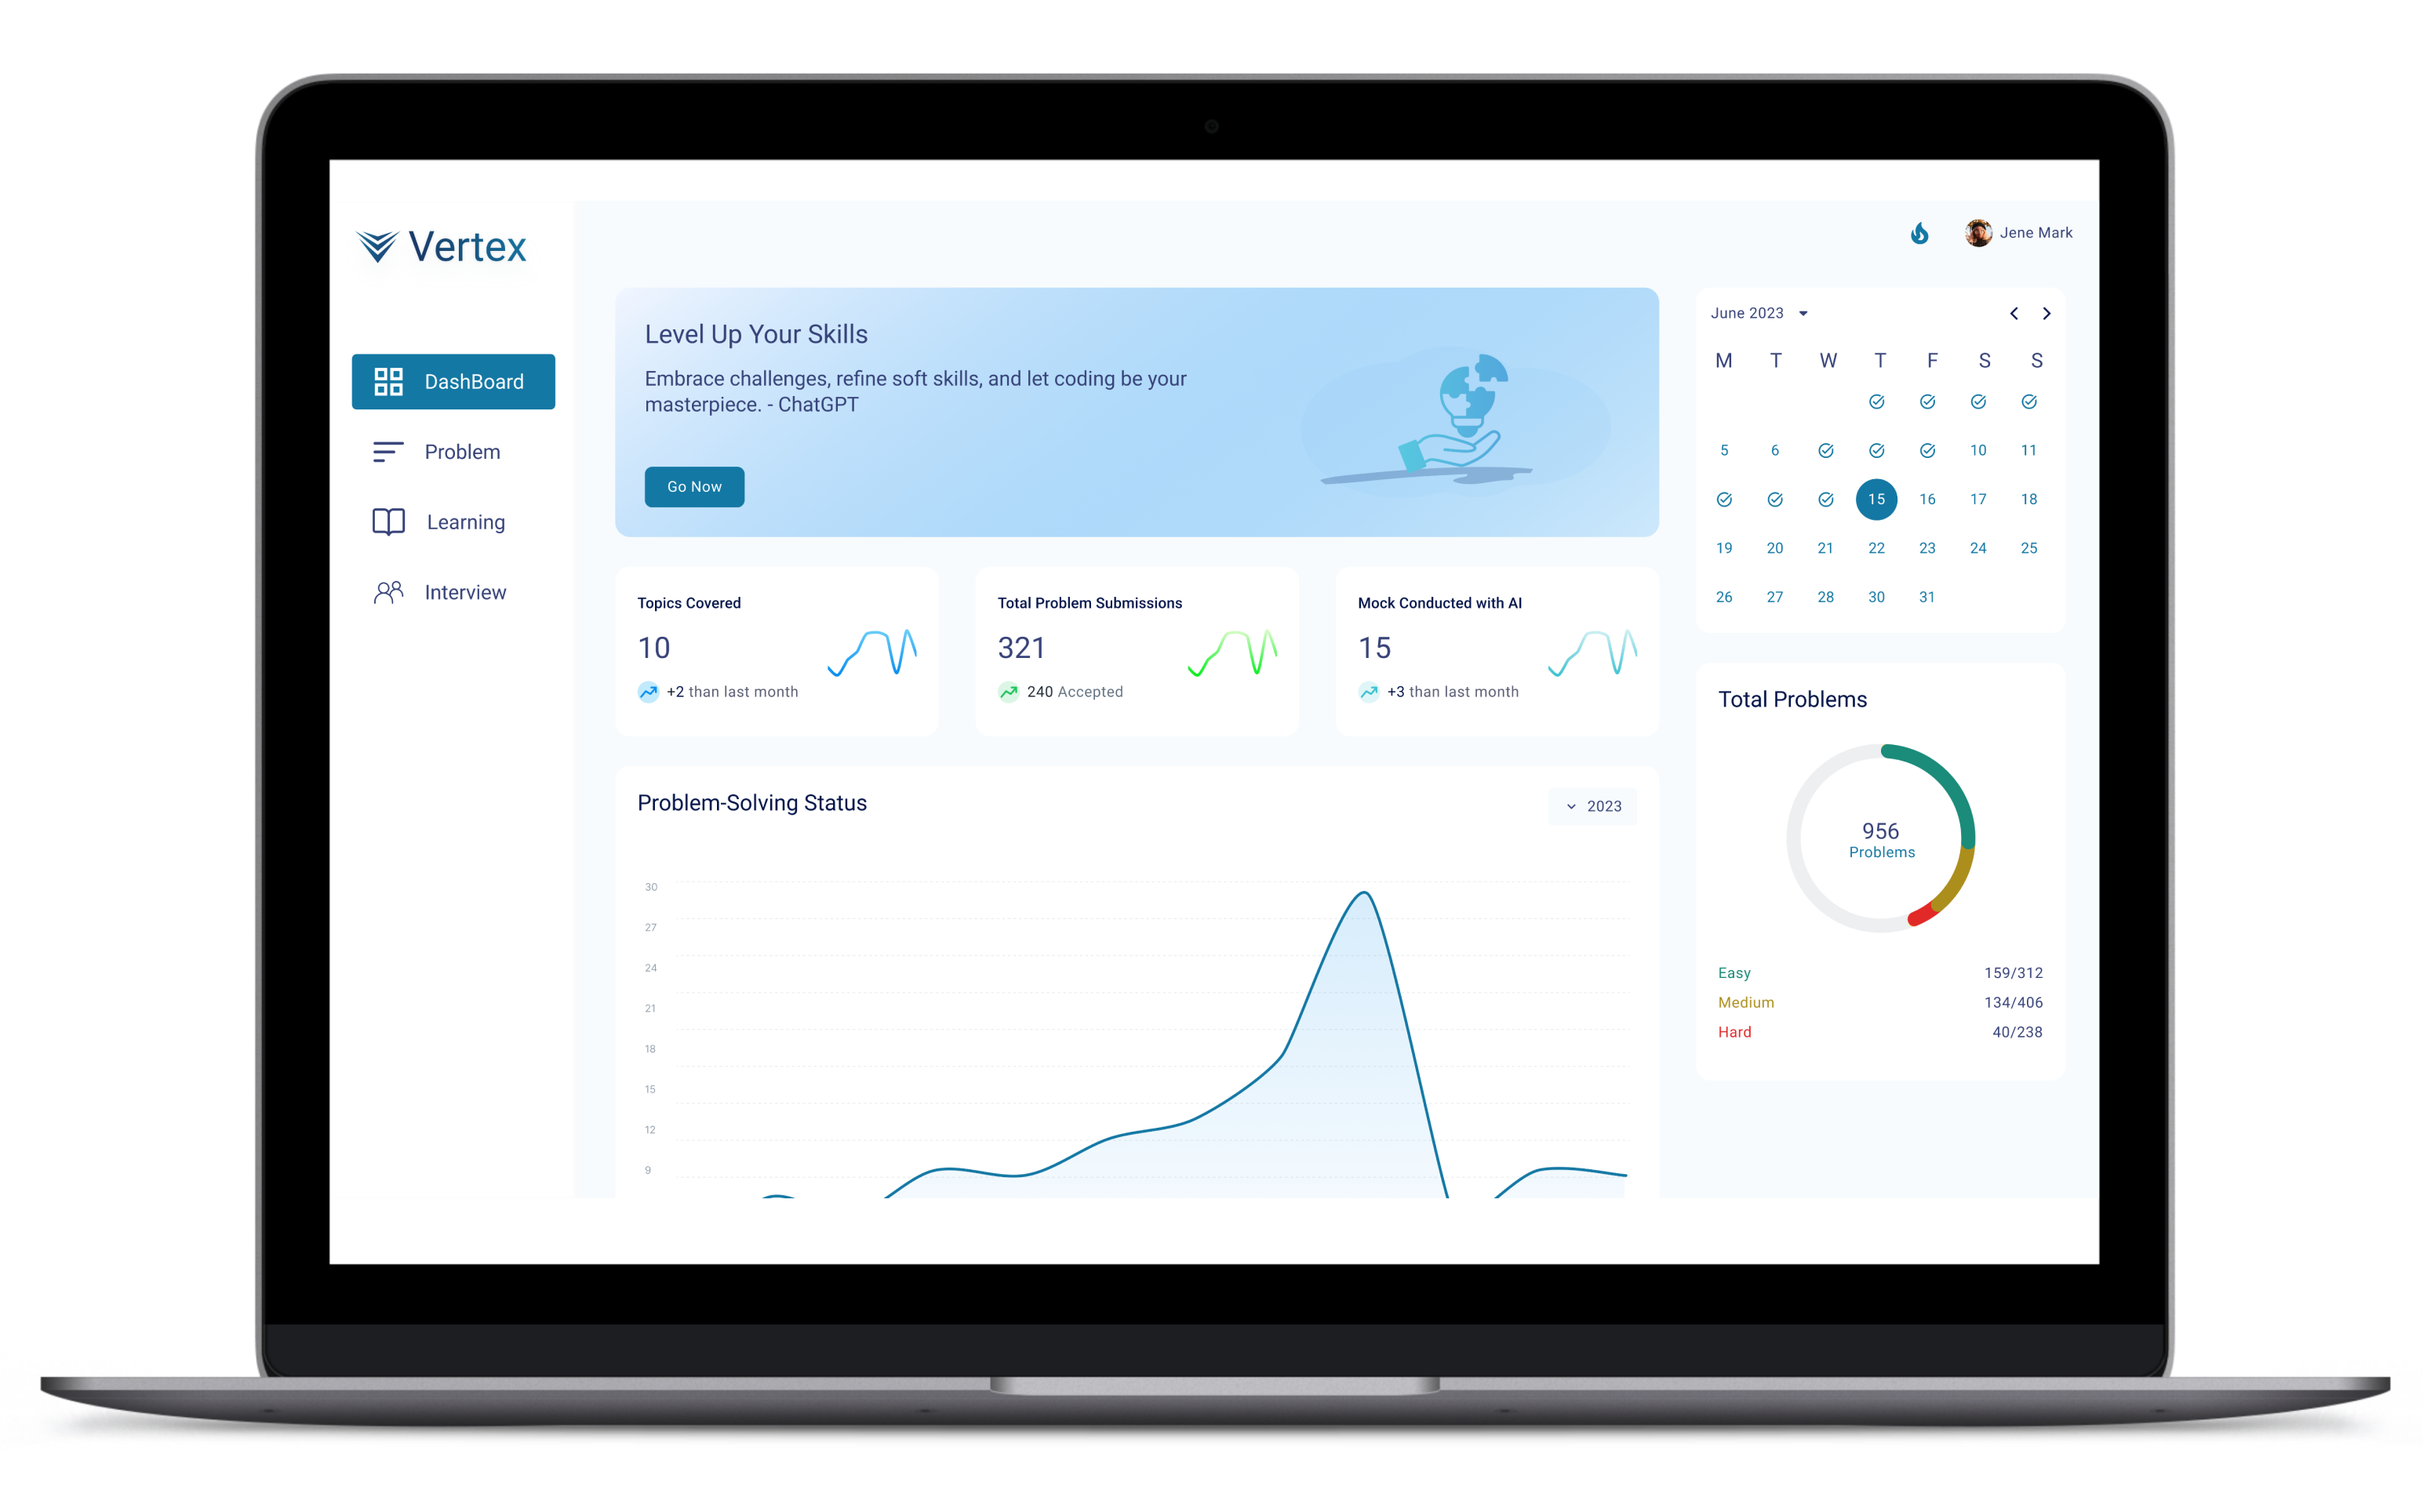 Vertex
Jene Mark
DashBoard
Problem
Learning
Interview
Level Up Your Skills
Embrace challenges, refine soft skills, and let coding be your
masterpiece. - ChatGPT
Go Now
Topics Covered
10
+2 than last month
Total Problem Submissions
321
240 Accepted
Mock Conducted with AI
15
+3 than last month
Problem-Solving Status
2023
30
27
24
21
18
15
12
9
June 2023
M T W T F S S
5 6 10 11
15 16 17 18
19 20 21 22 23 24 25
26 27 28 30 31
Total Problems
956
Problems
Easy 159/312
Medium 134/406
Hard 40/238